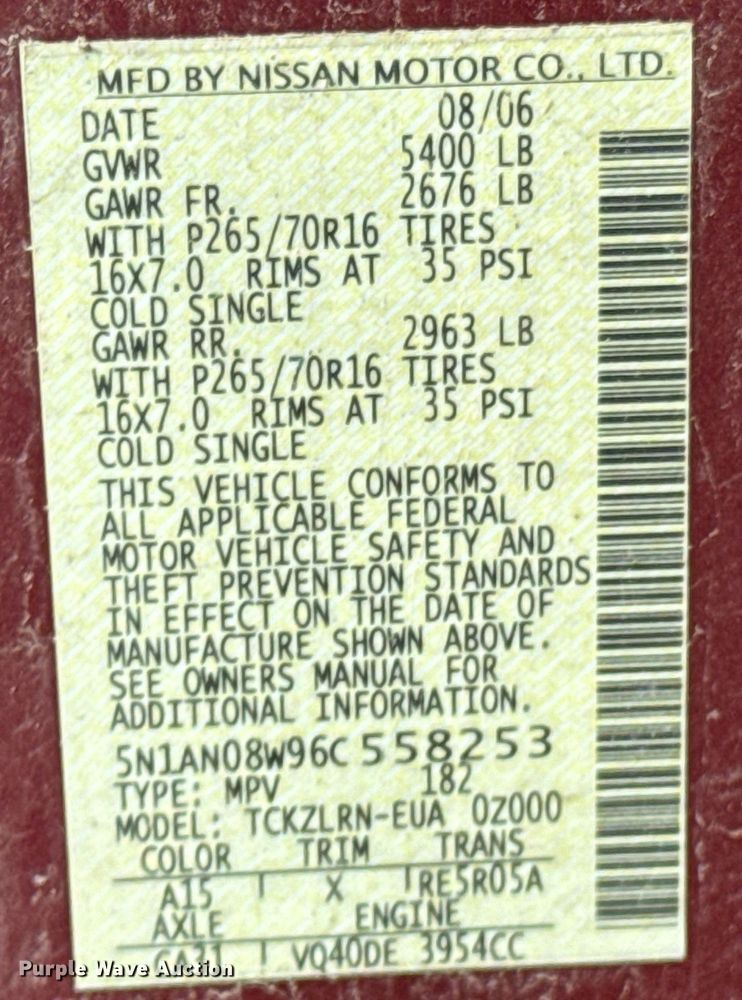 MFD BY NISSAN MOTOR CO., LTD.
DATE 08/06
GVWR 5400 LB
GAWR FR. 2676 LB
WITH P265/70R16 TIRES
16X7.0 RIMS AT 35 PSI
COLD SINGLE
GAWR RR. 2963 LB
WITH P265/70R16 TIRES
16X7.0 RIMS AT 35 PSI
COLD SINGLE
THIS VEHICLE CONFORMS TO
ALL APPLICABLE FEDERAL
MOTOR VEHICLE SAFETY AND
THEFT PREVENTION STANDARDS
IN EFFECT ON THE DATE OF
MANUFACTURE SHOWN ABOVE.
SEE OWNERS MANUAL FOR
ADDITIONAL INFORMATION.
5N1AN08W96C558253
TYPE: MPV 182
MODEL: TCKZLRN-EUA 0Z000
COLOR TRIM TRANS
A15 X RE5R05A
AXLE ENGINE
VQ40DE 3954CC
Purple Wave Auction